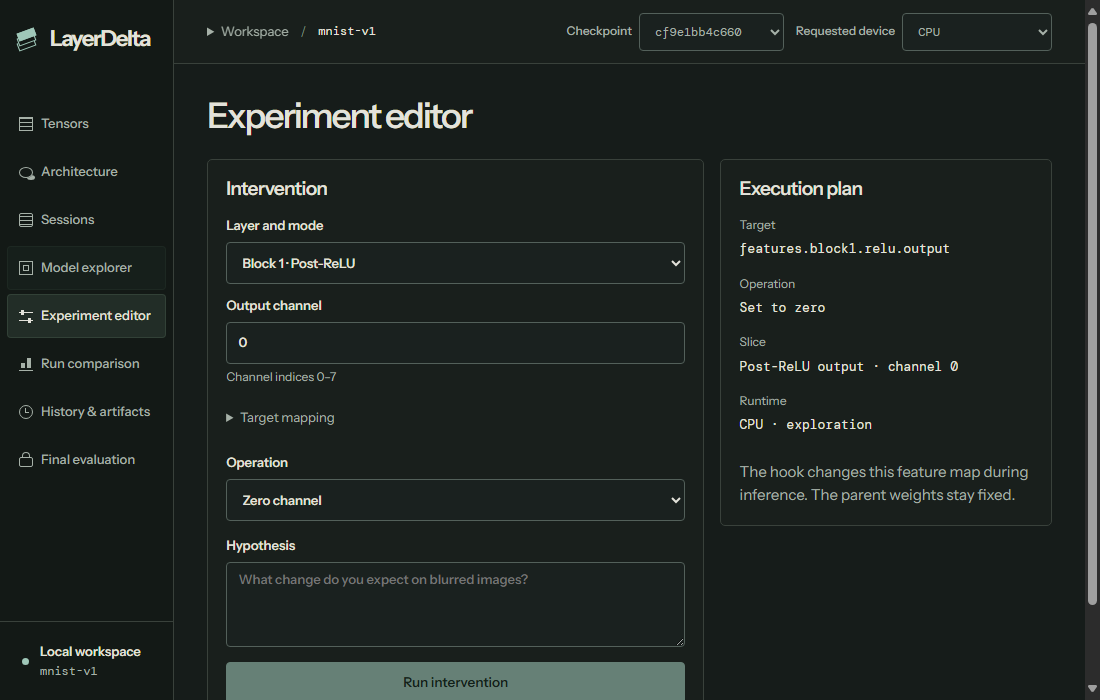 LayerDelta
Workspace / mnist-v1
Checkpoint cf9e1bb4c660
Requested device CPU
Tensors
Architecture
Sessions
Model explorer
Experiment editor
Run comparison
History & artifacts
Final evaluation
Local workspace
mnist-v1
Experiment editor
Intervention
Layer and mode
Block 1 · Post-ReLU
Output channel
0
Channel indices 0–7
Target mapping
Operation
Zero channel
Hypothesis
What change do you expect on blurred images?
Run intervention
Execution plan
Target
features.block1.relu.output
Operation
Set to zero
Slice
Post-ReLU output · channel 0
Runtime
CPU · exploration
The hook changes this feature map during
inference. The parent weights stay fixed.